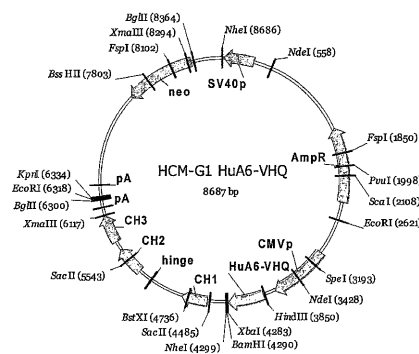 BglII (8364)
XmaIII (8294)
FspI (8102)
BssHII (7803)
neo
NheI (8686)
SV40p
NdeI (558)
FspI (1850)
AmpR
PvuI (1998)
ScaI (2108)
EcoRI (2621)
HCM-G1 HuA6-VHQ
8687 bp
KpnI (6334)
EcoRI (6318)
BglII (6300)
XmaIII (6117)
pA
pA
CH3
CH2
SacII (5543)
hinge
CH1
BstXI (4736)
SacII (4485)
NheI (4299)
HuA6-VHQ
CMVp
SpeI (3193)
NdeI (3428)
HindIII (3850)
XbaI (4283)
BamHI (4290)